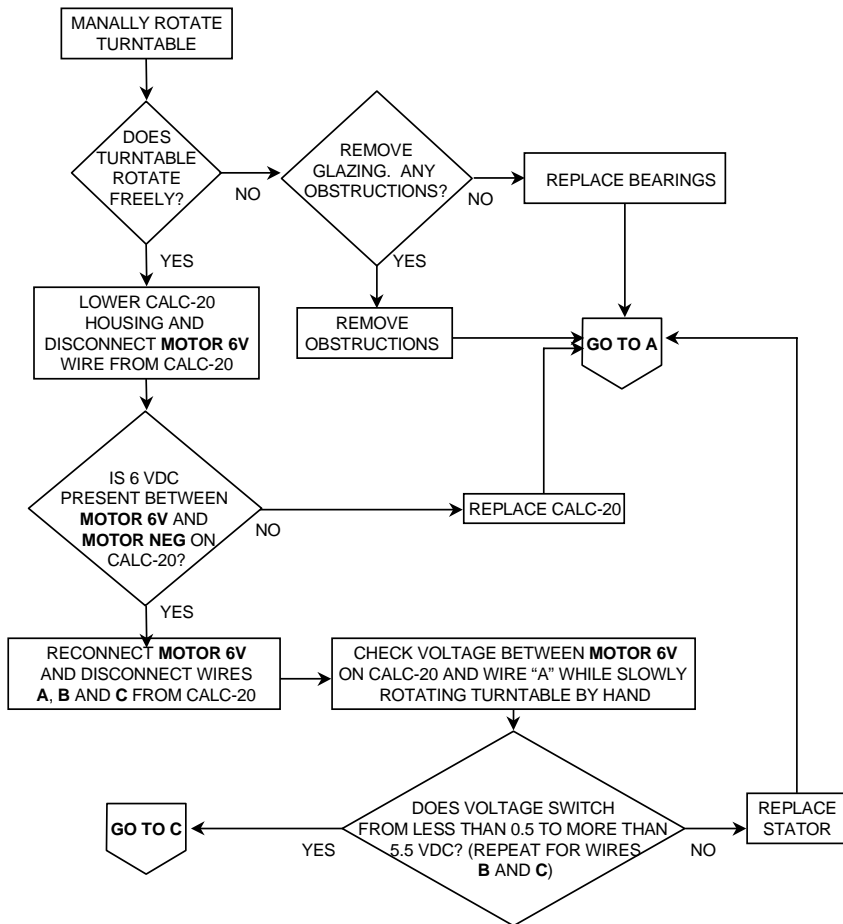 MANALLY ROTATE
TURNTABLE
DOES
TURNTABLE
ROTATE
FREELY?
NO
YES
REMOVE
GLAZING. ANY
OBSTRUCTIONS?
NO
YES
REPLACE BEARINGS
LOWER CALC-20
HOUSING AND
DISCONNECT MOTOR 6V
WIRE FROM CALC-20
REMOVE
OBSTRUCTIONS
GO TO A
IS 6 VDC
PRESENT BETWEEN
MOTOR 6V AND
MOTOR NEG ON
CALC-20?
NO
YES
REPLACE CALC-20
RECONNECT MOTOR 6V
AND DISCONNECT WIRES
A, B AND C FROM CALC-20
CHECK VOLTAGE BETWEEN MOTOR 6V
ON CALC-20 AND WIRE “A” WHILE SLOWLY
ROTATING TURNTABLE BY HAND
DOES VOLTAGE SWITCH
FROM LESS THAN 0.5 TO MORE THAN
5.5 VDC? (REPEAT FOR WIRES
B AND C)
YES
NO
GO TO C
REPLACE
STATOR